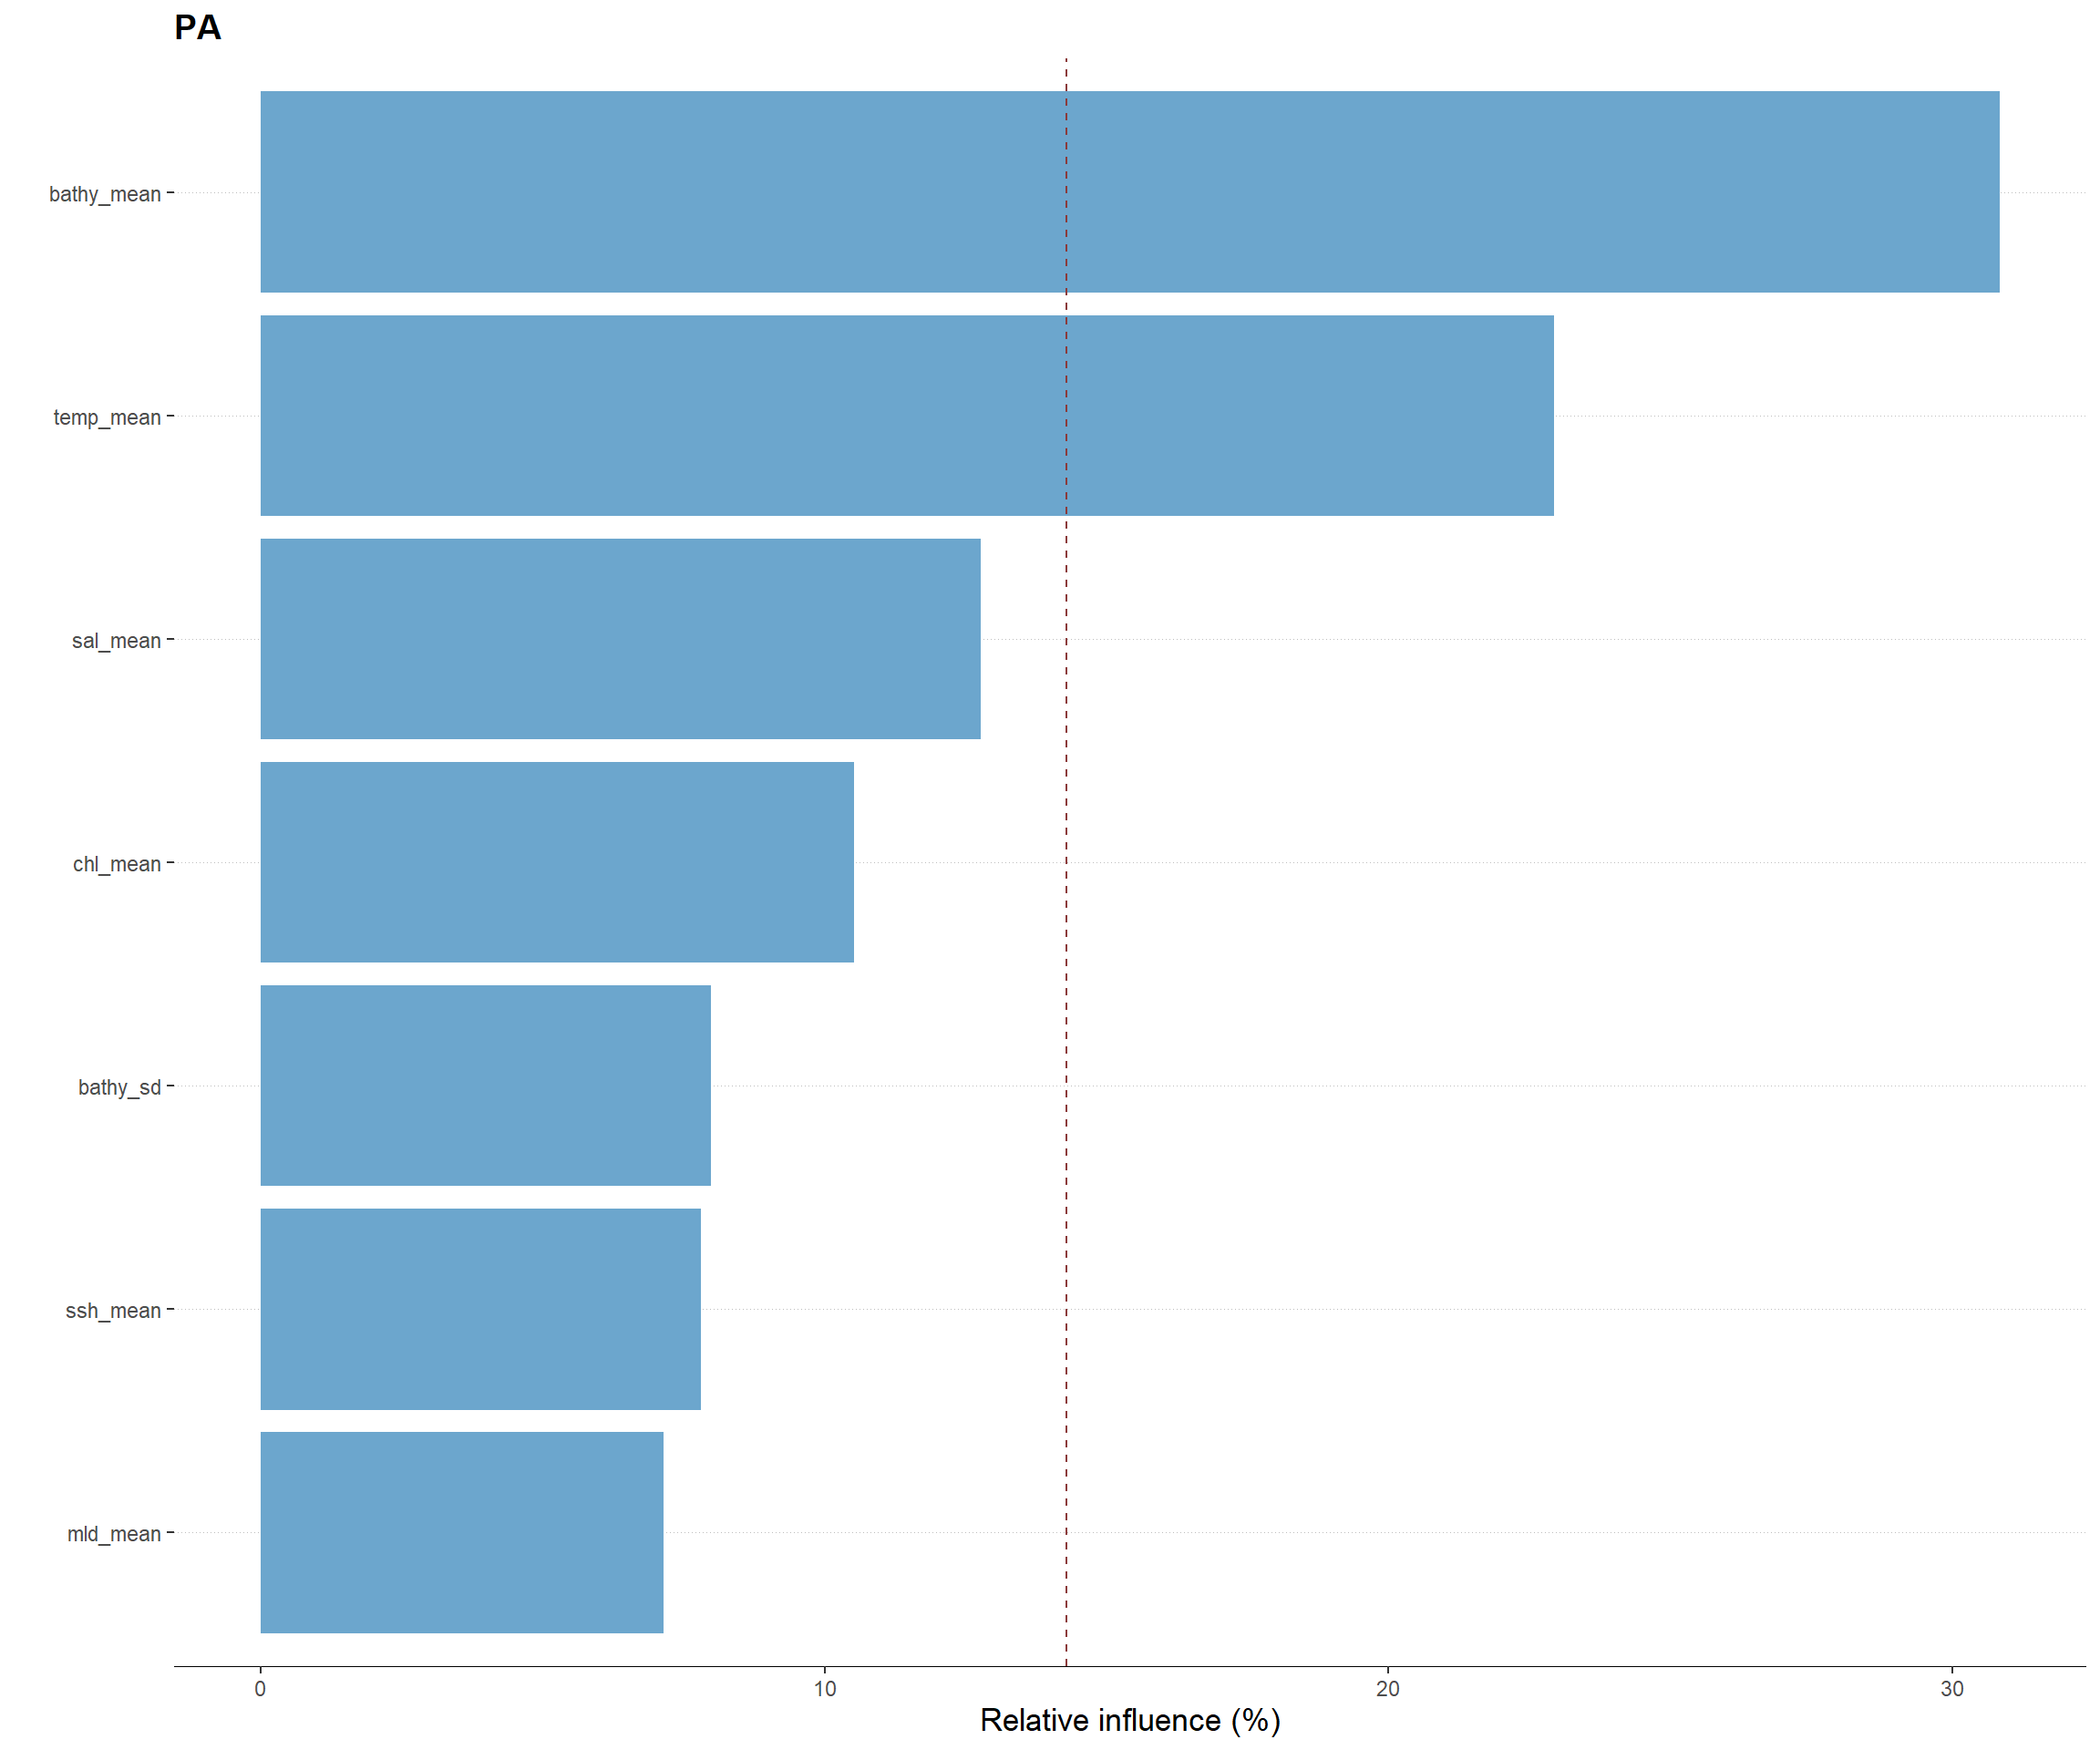 PA
bathy_mean
temp_mean
sal_mean
chl_mean
bathy_sd
ssh_mean
mld_mean
0 10 20 30
Relative influence (%)